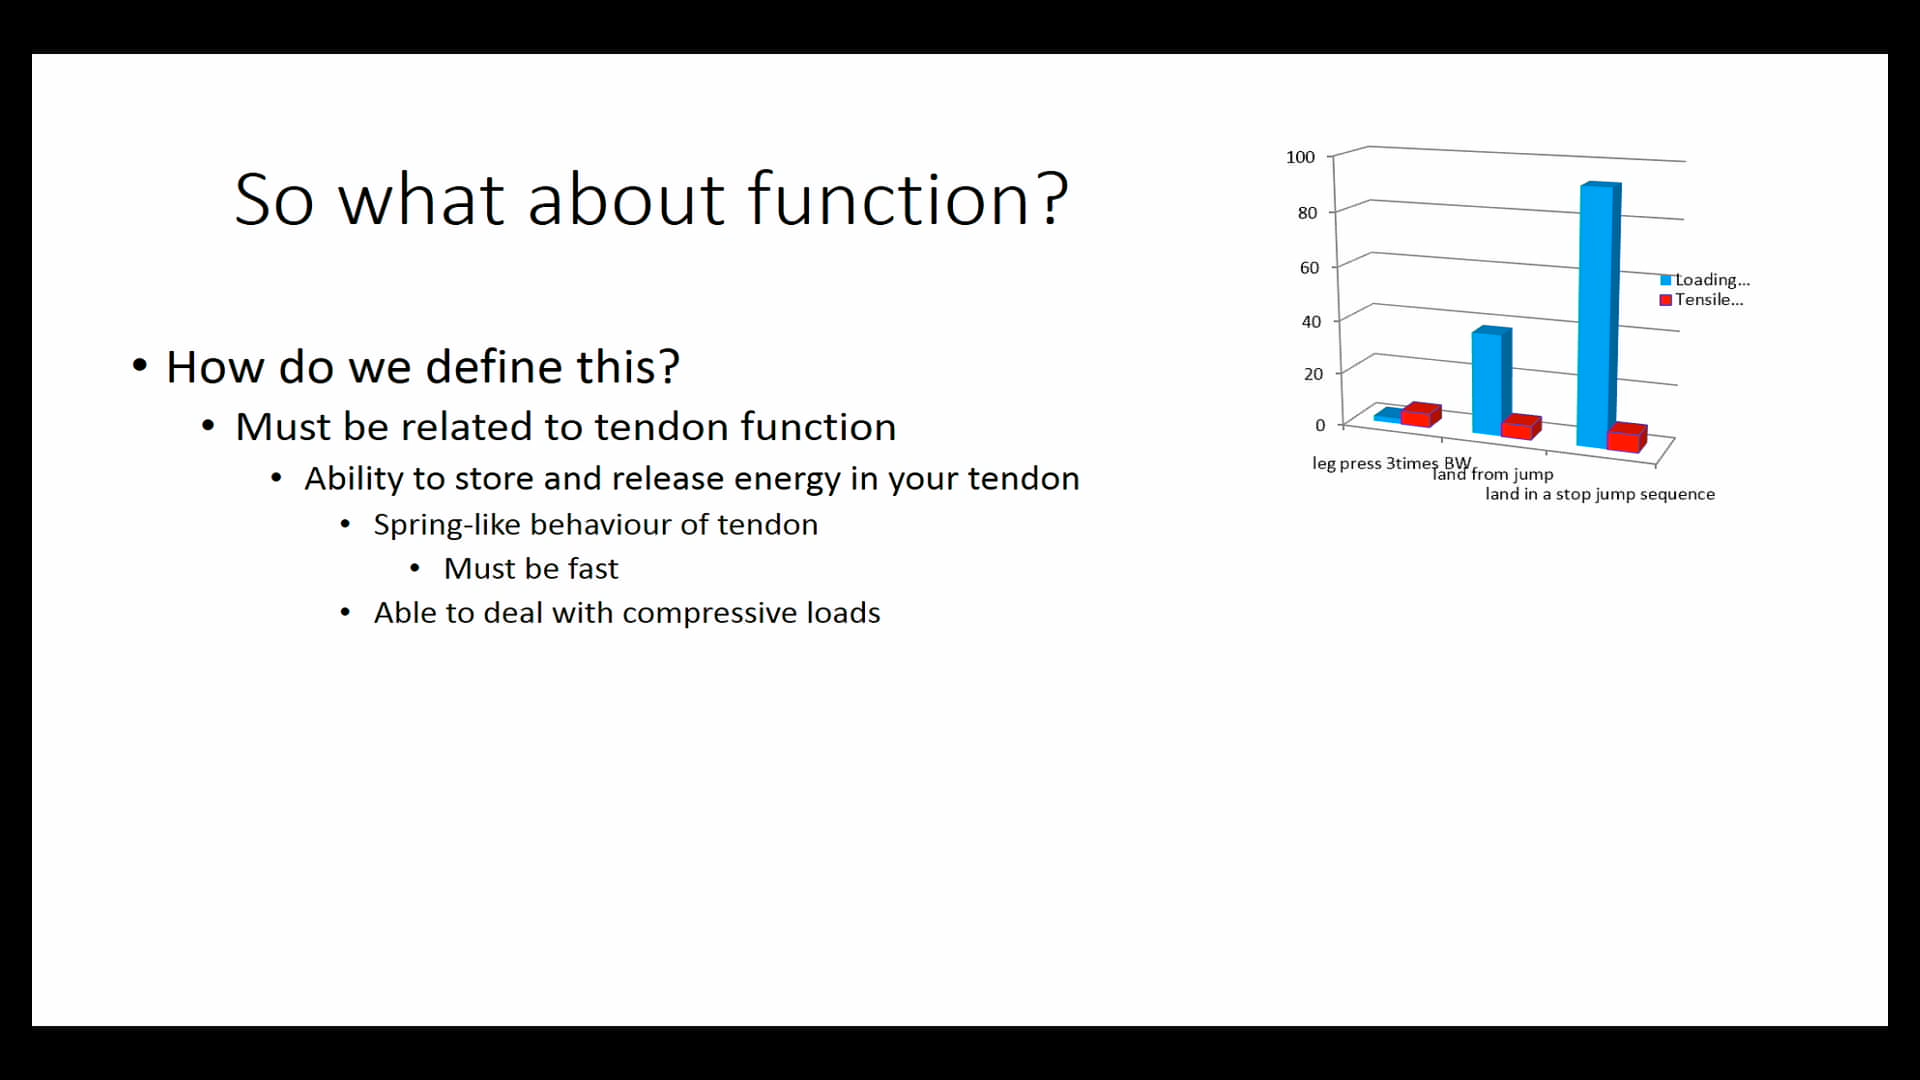 So what about function?
• How do we define this?
• Must be related to tendon function
• Ability to store and release energy in your tendon
• Spring-like behaviour of tendon
• Must be fast
• Able to deal with compressive loads
100
80
60
40
20
0
Loading...
Tensile...
leg press 3times BW
land from jump
land in a stop jump sequence